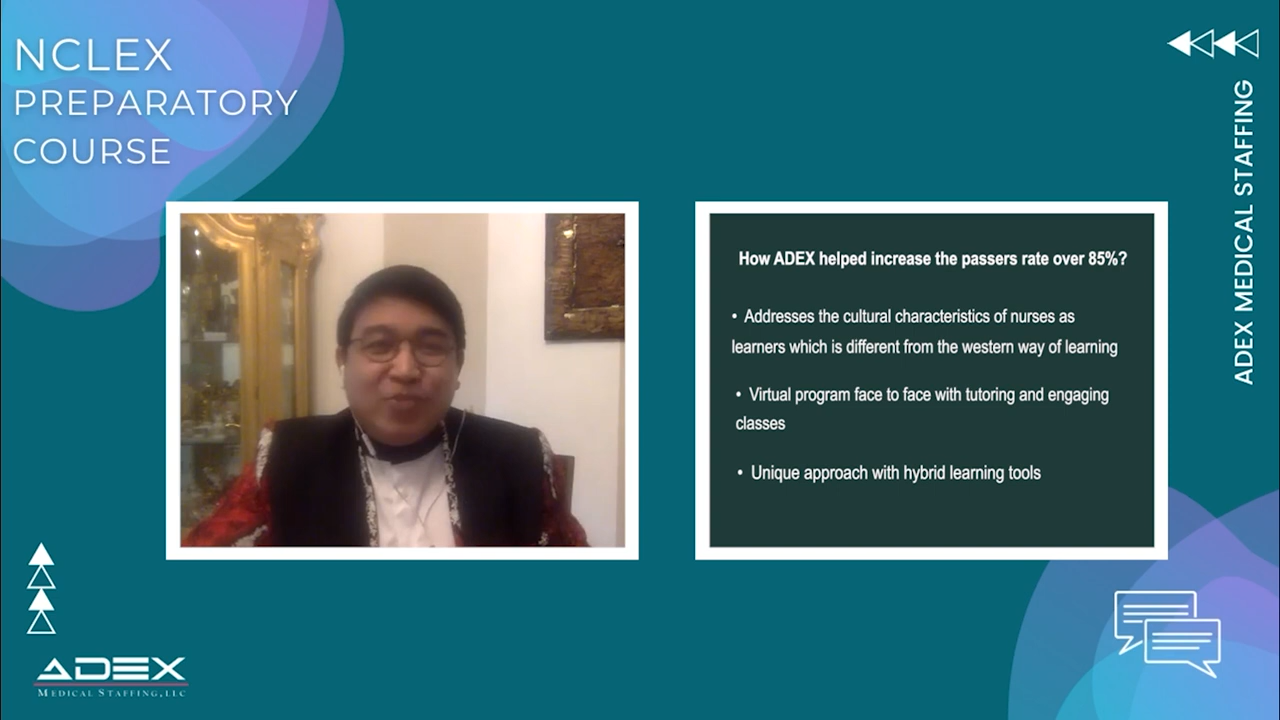 NCLEX
PREPARATORY
COURSE
ADEX MEDICAL STAFFING
How ADEX helped increase the passers rate over 85%?
• Addresses the cultural characteristics of nurses as
learners which is different from the western way of learning
• Virtual program face to face with tutoring and engaging
classes
• Unique approach with hybrid learning tools
ADEX
MEDICAL STAFFING, LLC